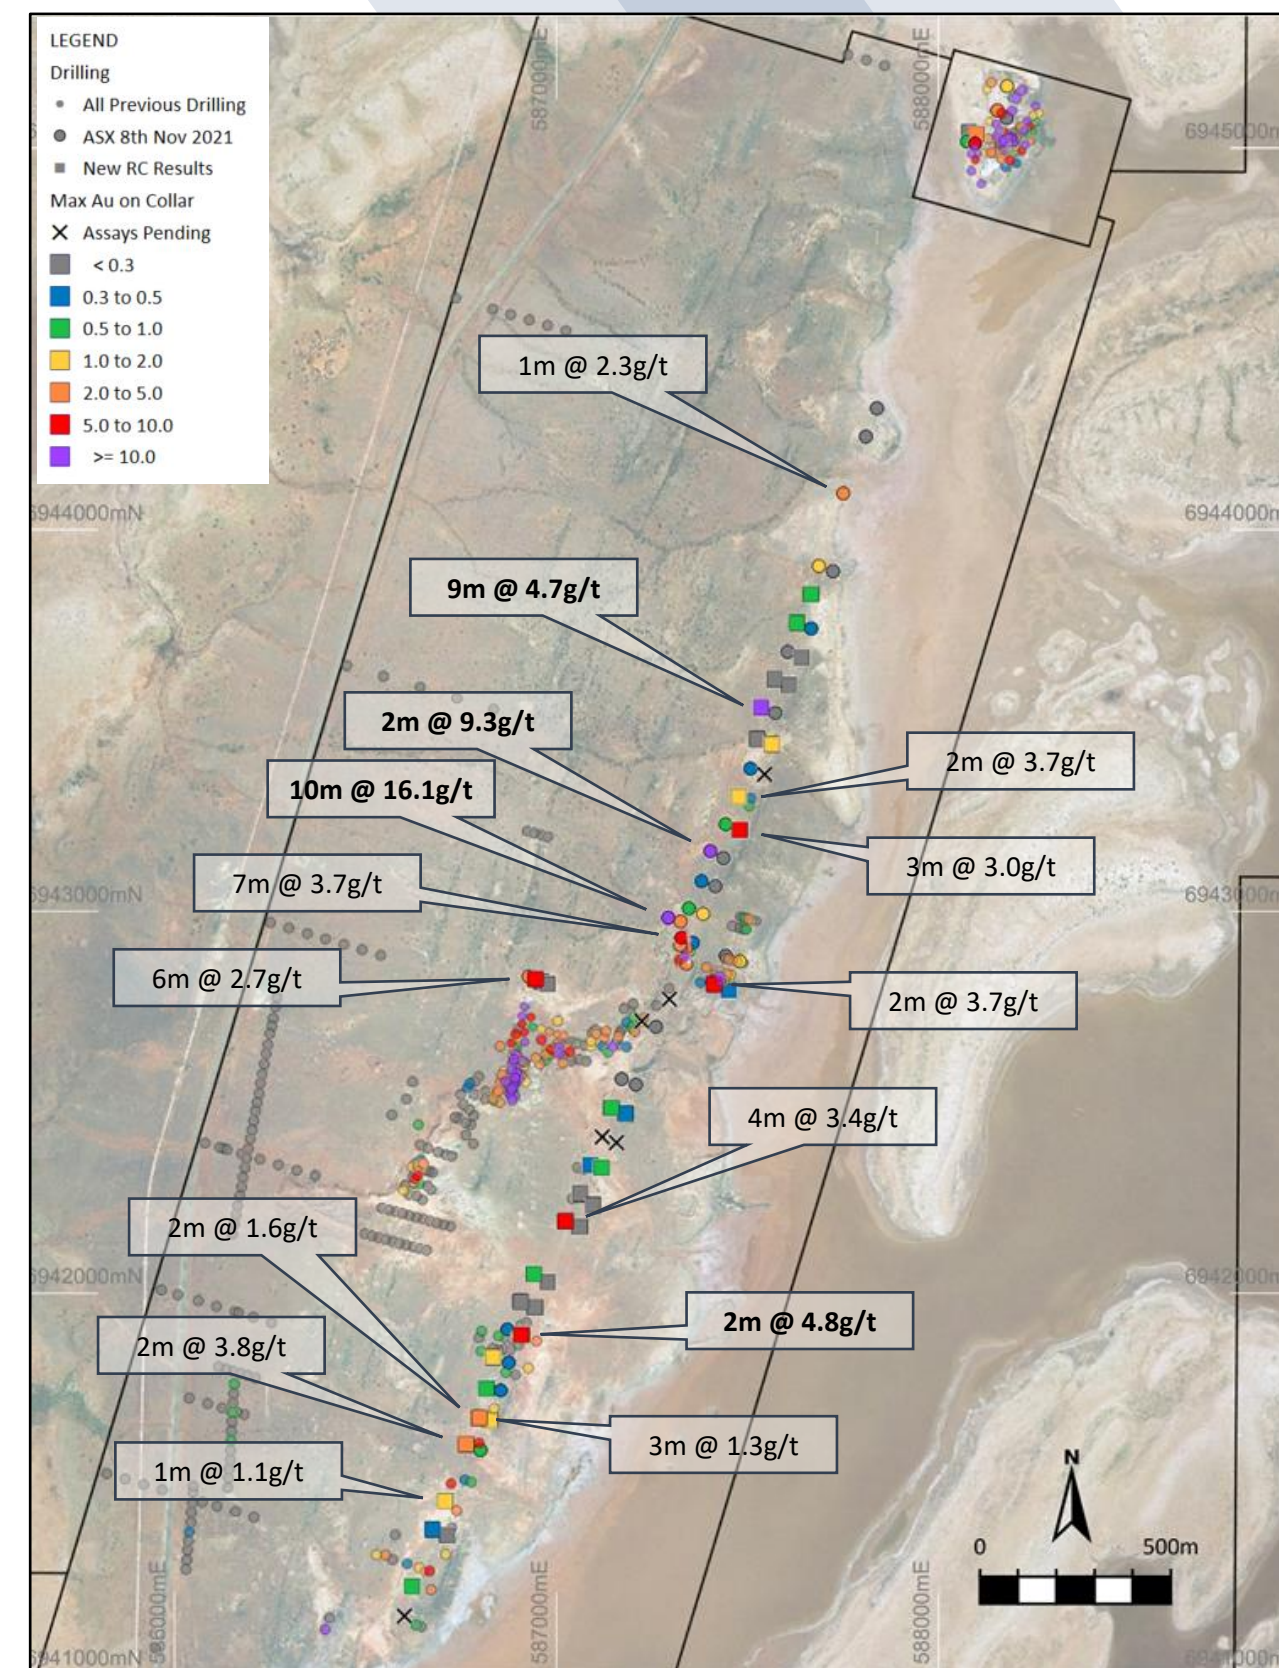 LEGEND
Drilling
All Previous Drilling
ASX 8th Nov 2021
New RC Results
Max Au on Collar
Assays Pending
< 0.3
0.3 to 0.5
0.5 to 1.0
1.0 to 2.0
2.0 to 5.0
5.0 to 10.0
>= 10.0
587000mE
588000mE
6945000m
1m @ 2.3g/t
6944000mN
6944000m
9m @ 4.7g/t
2m @ 9.3g/t
2m @ 3.7g/t
10m @ 16.1g/t
3m @ 3.0g/t
7m @ 3.7g/t
6943000mN
6943000m
6m @ 2.7g/t
2m @ 3.7g/t
4m @ 3.4g/t
2m @ 1.6g/t
6942000mN
6942000m
2m @ 4.8g/t
2m @ 3.8g/t
3m @ 1.3g/t
1m @ 1.1g/t
N
0 500m
586000mE
587000mE
588000mE
6941000mN
6941000m